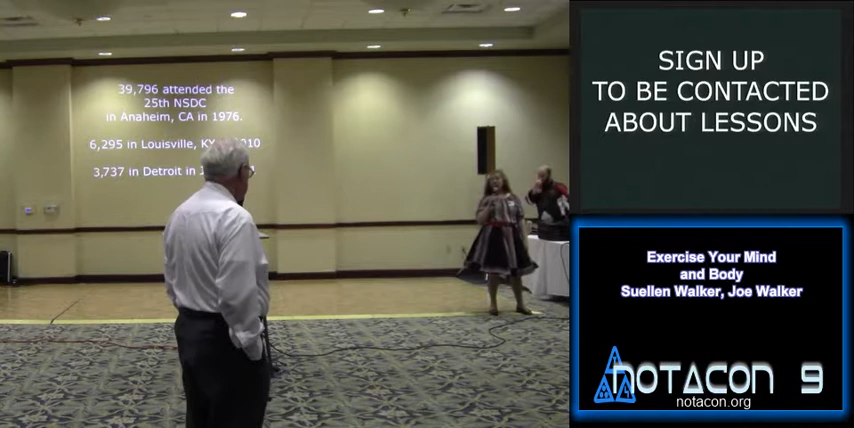 39,796 attended the
25th NSDC
in Anaheim, CA in 1976.
6,295 in Louisville,
3,737 in Detroit in
SIGN UP
TO BE CONTACTED
ABOUT LESSONS
Exercise Your Mind
and Body
Suellen Walker, Joe Walker
NOTACON 9
notacon.org